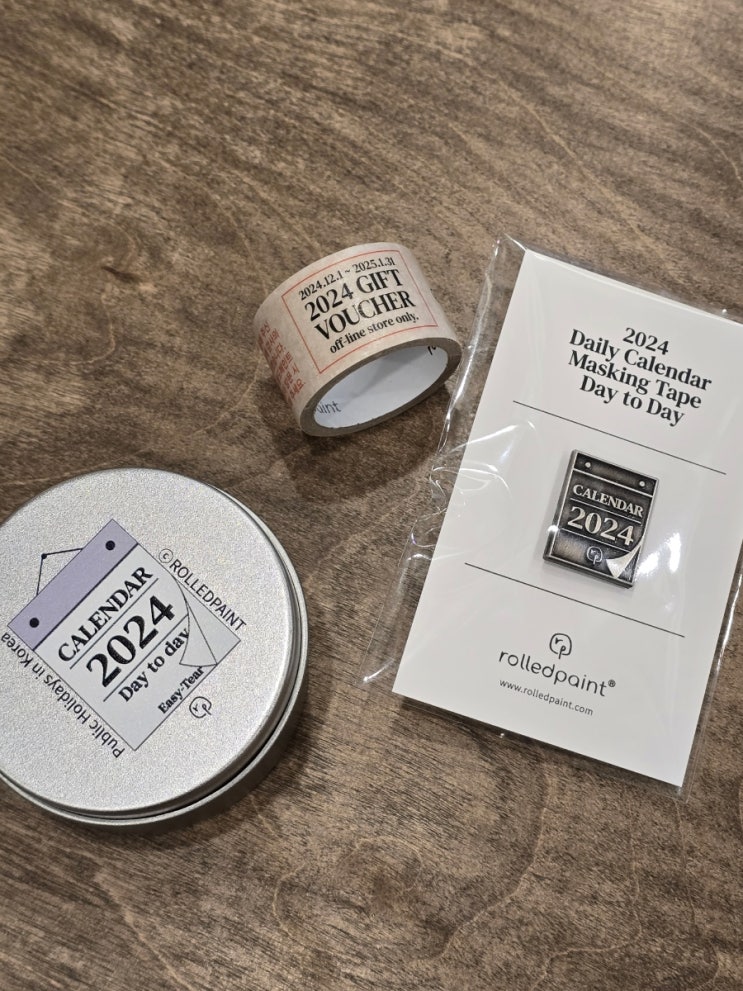 2024.12.1 ~ 2025.1.31
2024 GIFT
VOUCHER
off-line store only.
2024
Daily Calendar
Masking Tape
Day to Day
CALENDAR
2024
rp
rolledpaint®
www.rolledpaint.com
CALENDAR
2024
Day to day
Easy-Tear
rp
©ROLLEDPAINT
Public Holidays in Korea